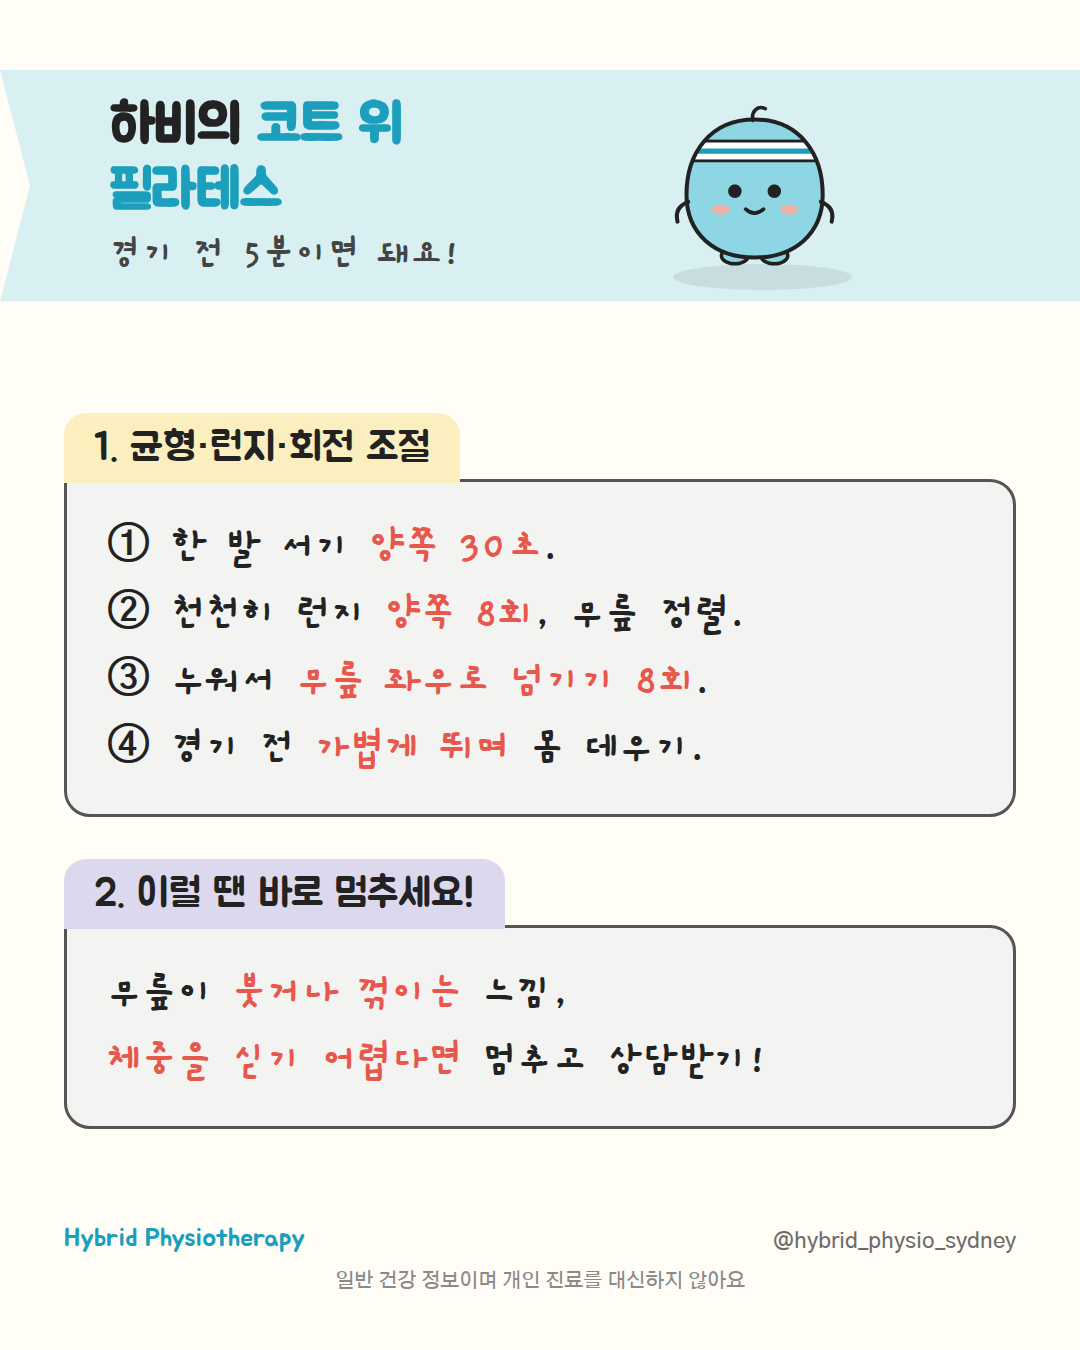 하비의 코트 위
필라테스
경기 전 5분이면 돼요!
1. 균형·런지·회전 조절
① 한 발 서기 양쪽 30초.
② 천천히 런지 양쪽 8회, 무릎 정렬.
③ 누워서 무릎 좌우로 넘기기 8회.
④ 경기 전 가볍게 뛰며 몸 데우기.
2. 이럴 땐 바로 멈추세요!
무릎이 붓거나 꺾이는 느낌,
체중을 싣기 어렵다면 멈추고 상담받기!
Hybrid Physiotherapy
@hybrid_physio_sydney
일반 건강 정보이며 개인 진료를 대신하지 않아요